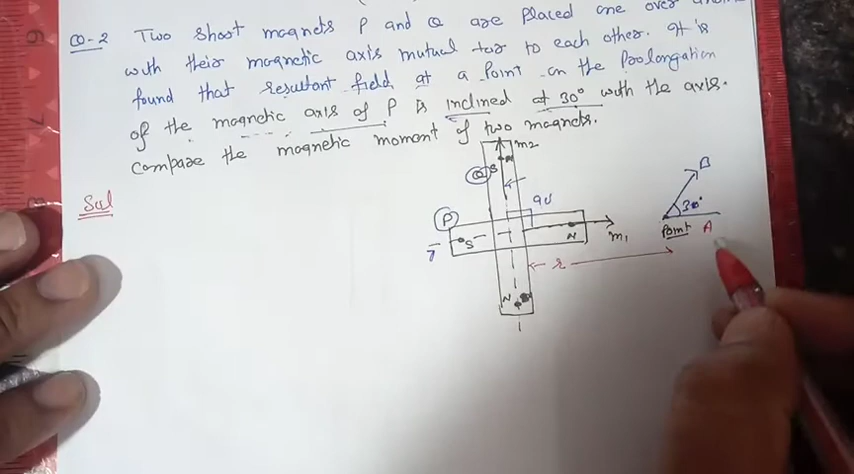 Q-2 Two short magnets P and Q are placed one over
with their magnetic axis mutual ter to each other. It is
found that resultant field at a Point on the Prolongation
of the magnetic axis of P is inclined at 30° with the axis.
compare the magnetic moment of two magnets.
Sol
m2
N
Q S
B
P
90
30°
S
N
m1
Point
A
r
N